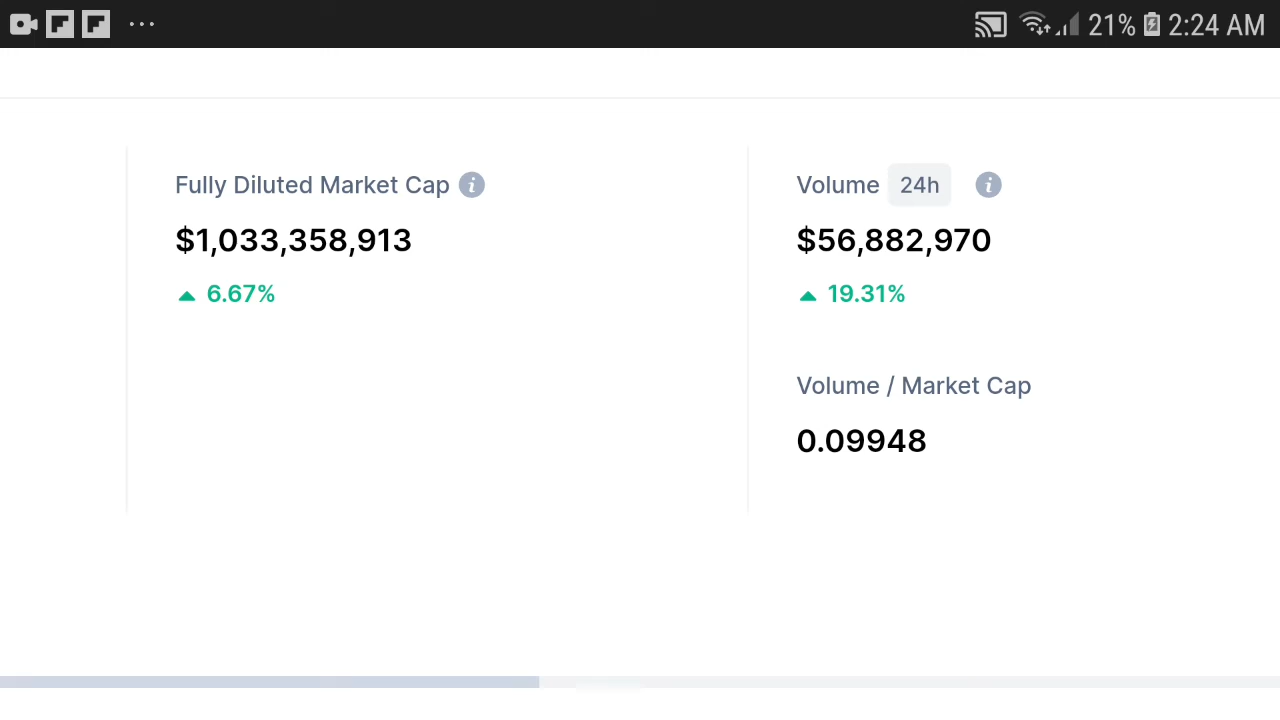 21% 2:24 AM
Fully Diluted Market Cap
$1,033,358,913
6.67%
Volume 24h
$56,882,970
19.31%
Volume / Market Cap
0.09948